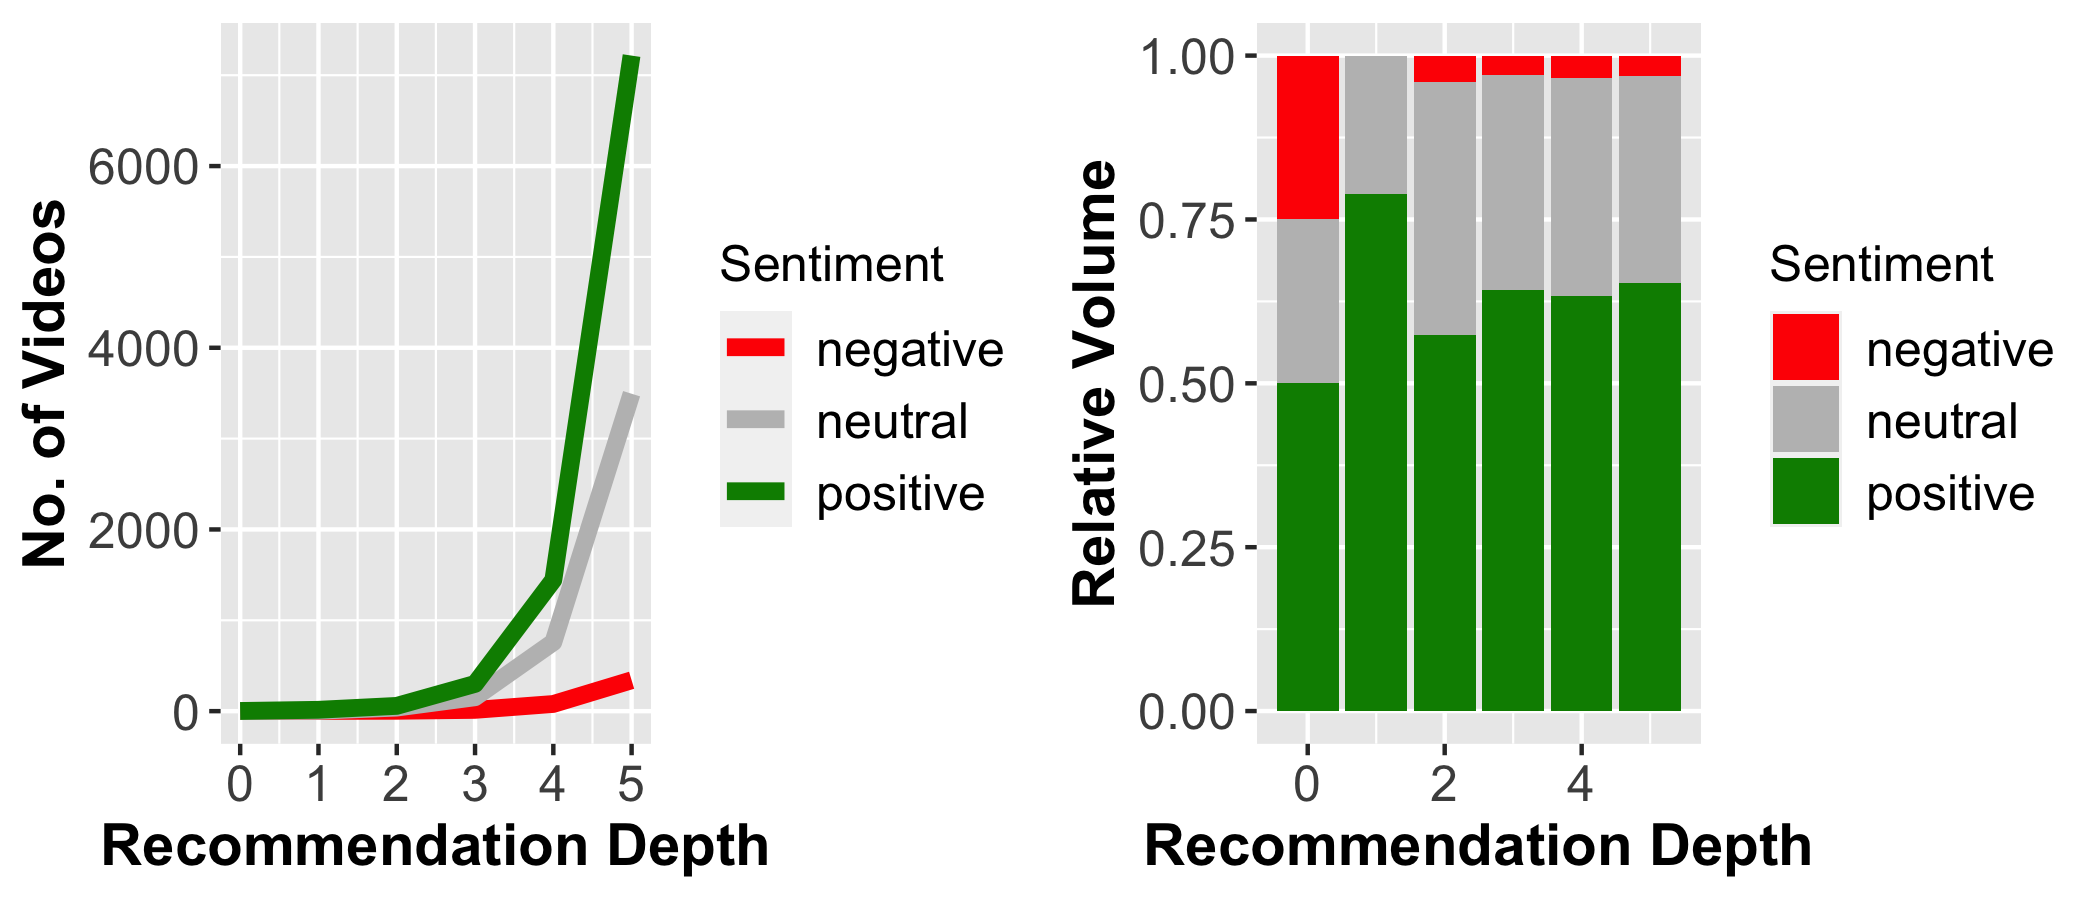 No. of Videos
6000
4000
2000
0
0 1 2 3 4 5
Recommendation Depth
Sentiment
negative
neutral
positive
Relative Volume
1.00
0.75
0.50
0.25
0.00
0 2 4
Recommendation Depth
Sentiment
negative
neutral
positive